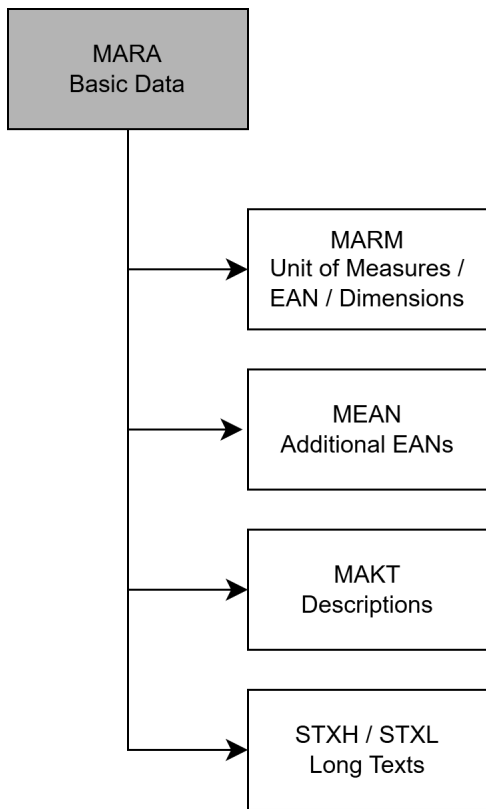 MARA
Basic Data
MARM
Unit of Measures /
EAN / Dimensions
MEAN
Additional EANs
MAKT
Descriptions
STXH / STXL
Long Texts